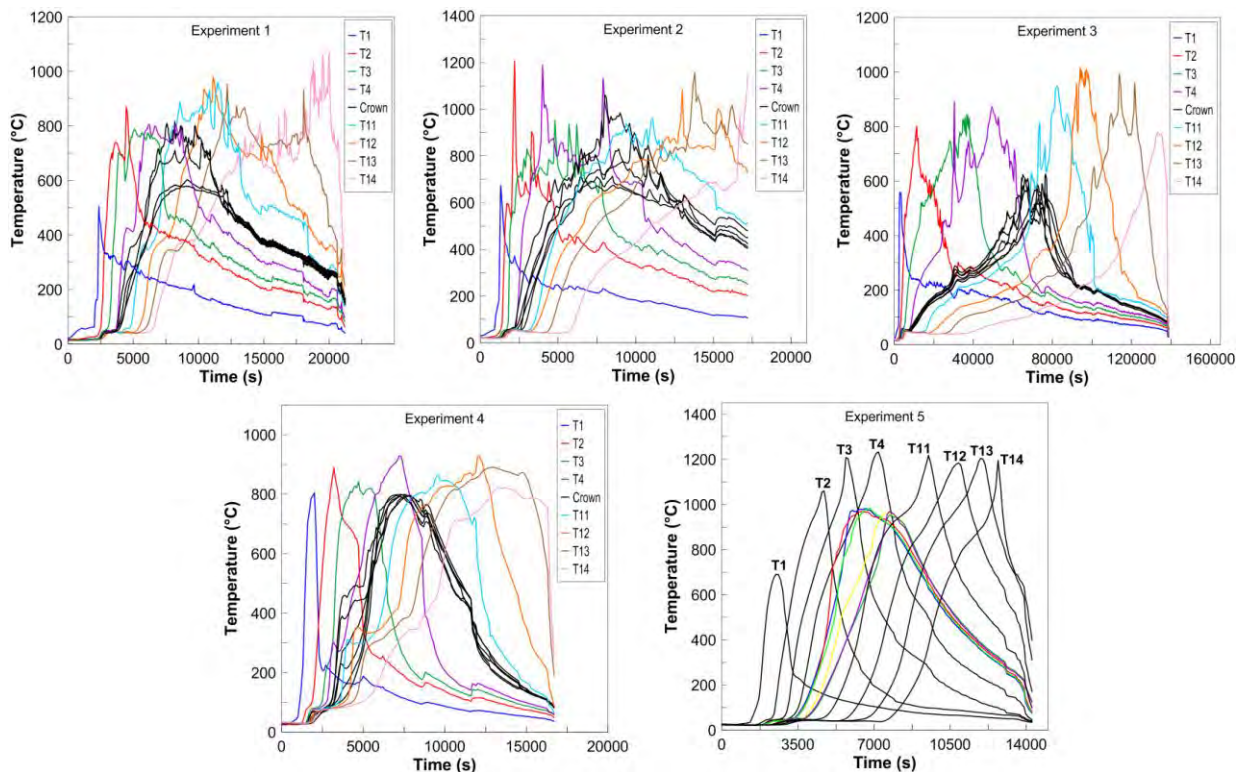 Experiment 1
Temperature (°C)
1200
1000
800
600
400
200
0
0 5000 10000 15000 20000
Time (s)
T1
T2
T3
T4
Crown
T11
T12
T13
T14
Experiment 2
Temperature (°C)
1400
1200
1000
800
600
400
200
0
0 5000 10000 15000 20000
Time (s)
T1
T2
T3
T4
Crown
T11
T12
T13
T14
Experiment 3
Temperature (°C)
1200
1000
800
600
400
200
0
0 40000 80000 120000 160000
Time (s)
T1
T2
T3
T4
Crown
T11
T12
T13
T14
Experiment 4
Temperature (°C)
1000
800
600
400
200
0
0 5000 10000 15000 20000
Time (s)
T1
T2
T3
T4
Crown
T11
T12
T13
T14
Experiment 5
Temperature (°C)
1400
1200
1000
800
600
400
200
0
0 3500 7000 10500 14000
Time (s)
T1
T2
T3
T4
T11
T12
T13
T14